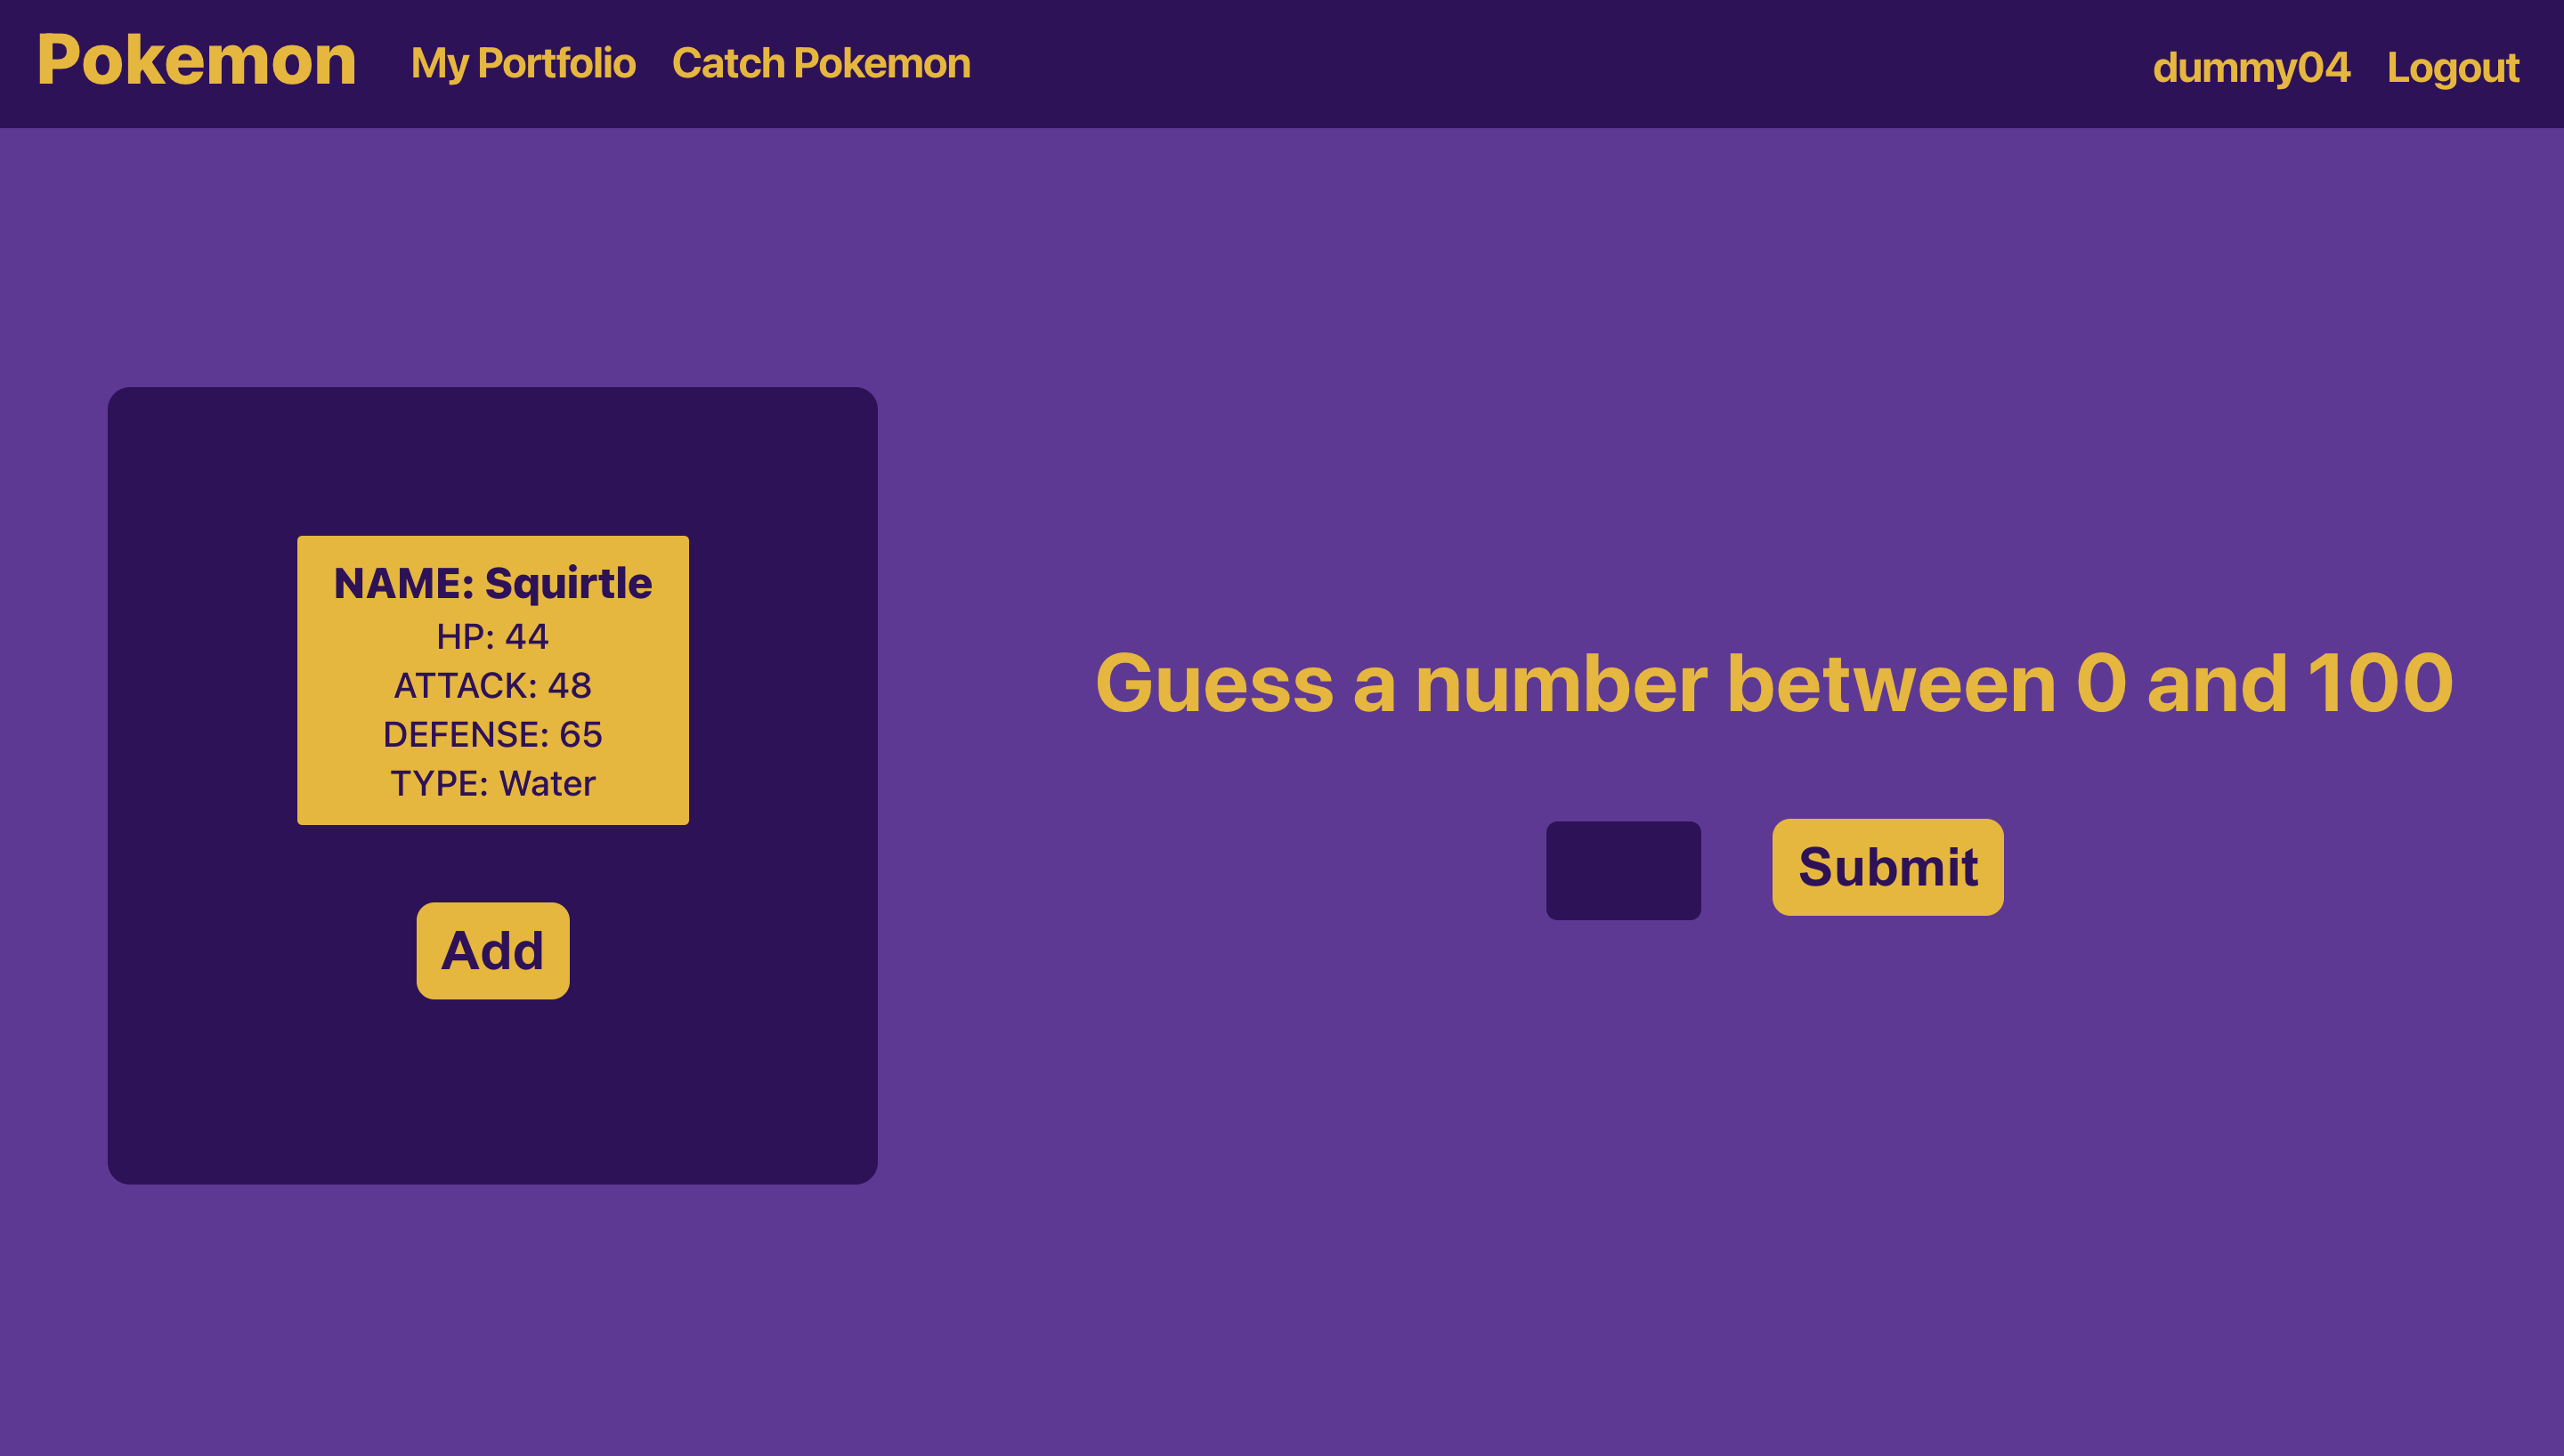 Pokemon My Portfolio Catch Pokemon dummy04 Logout
NAME: Squirtle
HP: 44
ATTACK: 48
DEFENSE: 65
TYPE: Water
Add
Guess a number between 0 and 100
Submit